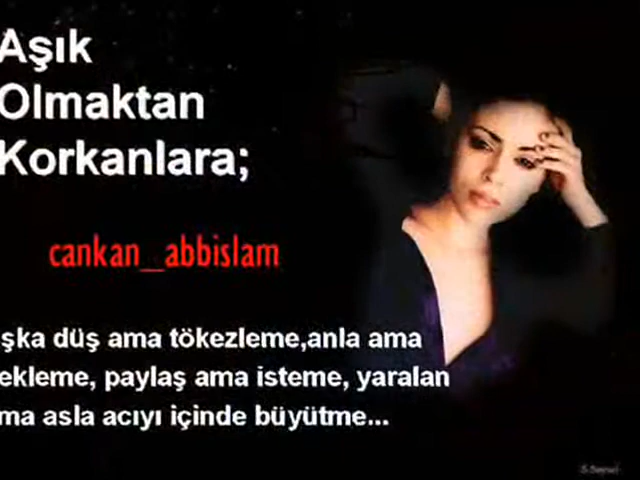 Aşık
Olmaktan
Korkanlara;
cankan_abbislam
şka düş ama tökezleme,anla ama
ekleme, paylaş ama isteme, yaralan
ma asla acıyı içinde büyütme...